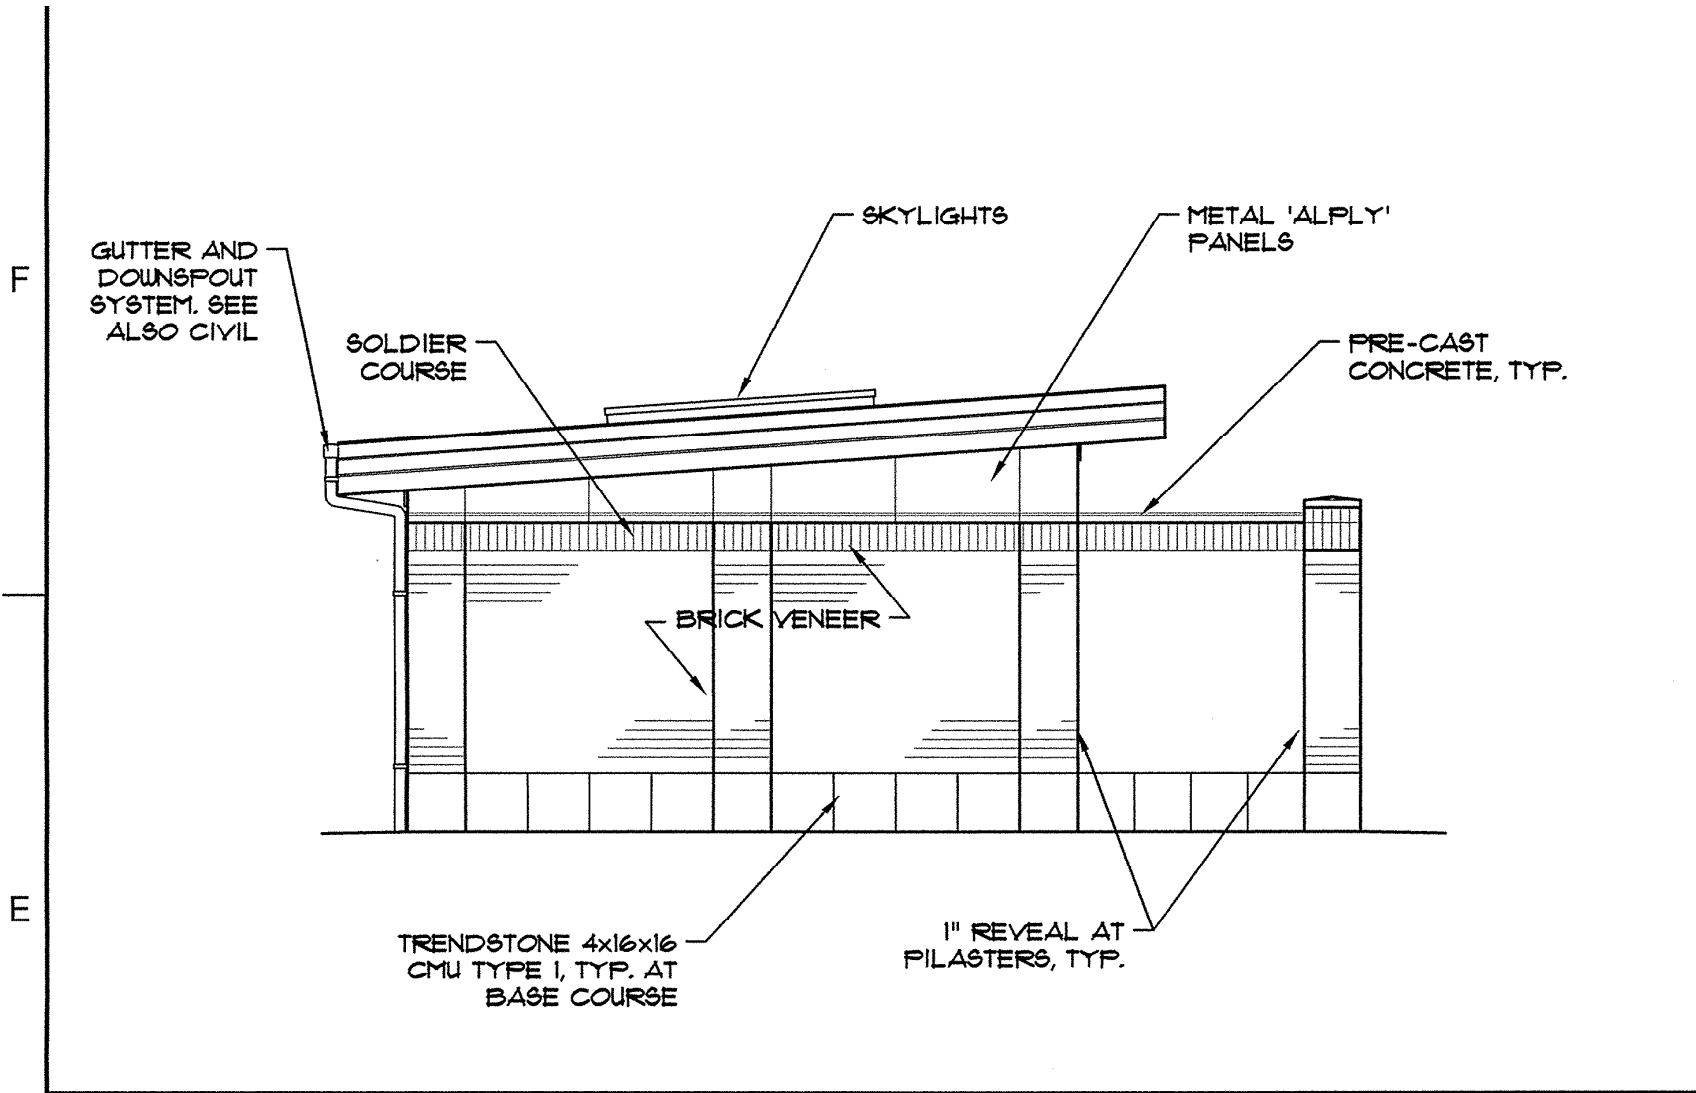 SKYLIGHTS
METAL 'ALPLY'
PANELS
GUTTER AND
DOWNSPOUT
SYSTEM. SEE
ALSO CIVIL
F
SOLDIER
COURSE
PRE-CAST
CONCRETE, TYP.
BRICK VENEER
E
TRENDSTONE 4x16x16
CMU TYPE 1, TYP. AT
BASE COURSE
1" REVEAL AT
PILASTERS, TYP.